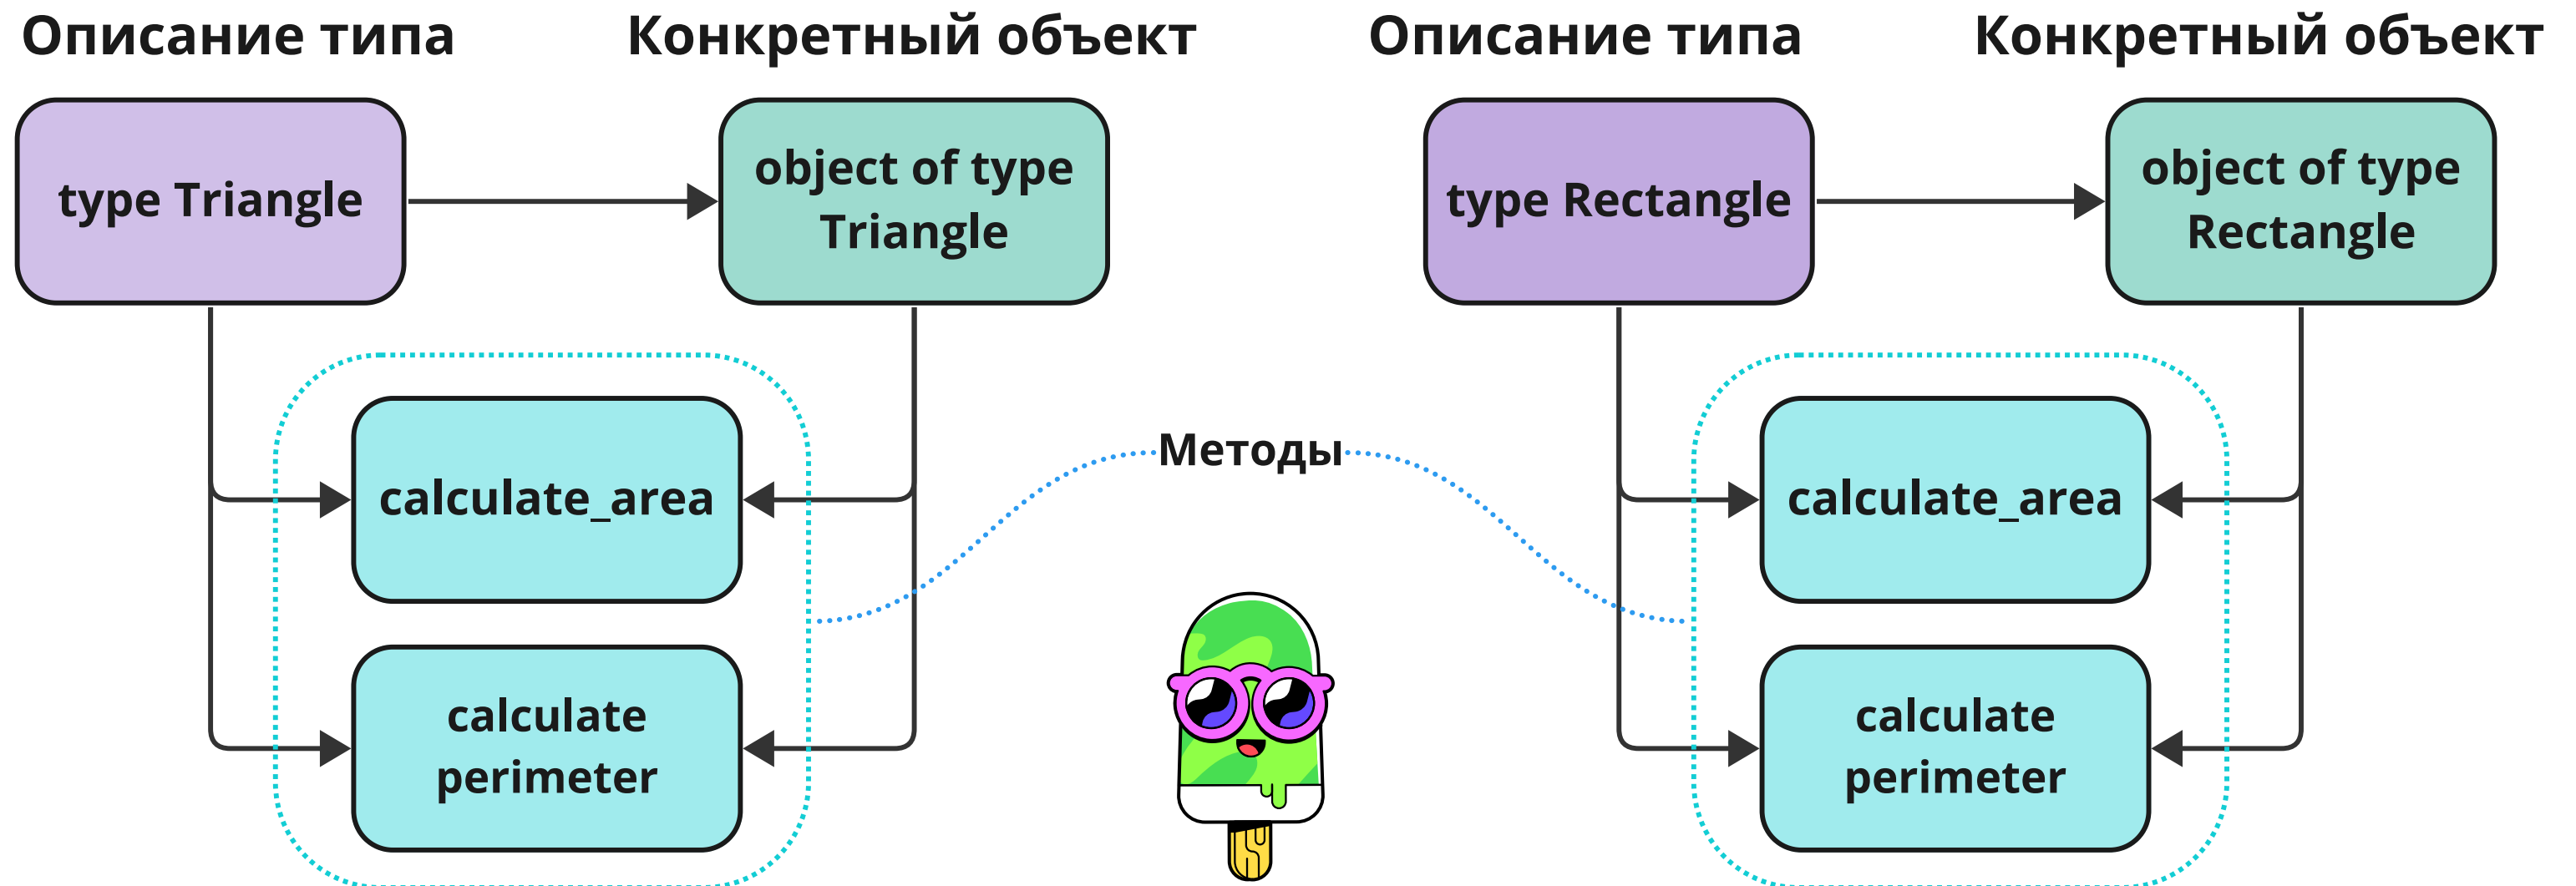 Описание типа
Конкретный объект
Описание типа
Конкретный объект
type Triangle
object of type
Triangle
type Rectangle
object of type
Rectangle
Методы
calculate_area
calculate_area
calculate
perimeter
calculate
perimeter